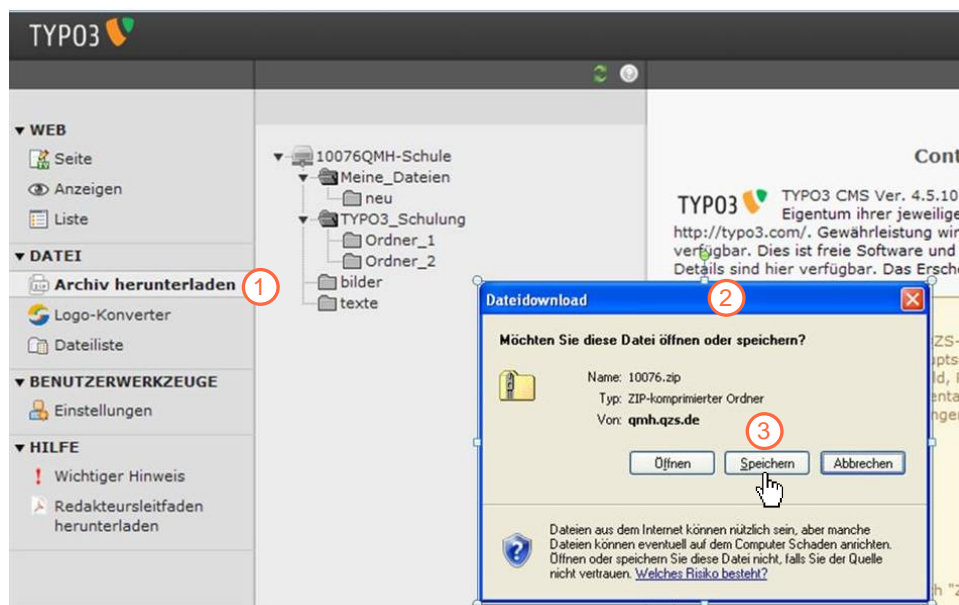 TYPO3
WEB
Seite
Anzeigen
Liste
DATEI
Archiv herunterladen
1
Logo-Konverter
Dateiliste
BENUTZERWERKZEUGE
Einstellungen
HILFE
Wichtiger Hinweis
Redakteursleitfaden
herunterladen
10076QMH-Schule
Meine_Dateien
neu
TYPO3_Schulung
Ordner_1
Ordner_2
bilder
texte
Cont
TYPO3
TYPO3 CMS Ver. 4.5.10
Eigentum ihrer jeweilige
http://typo3.com/. Gewährleistung wir
verfügbar. Dies ist freie Software und
Details sind hier verfügbar. Das Ersch
Dateidownload
2
Möchten Sie diese Datei öffnen oder speichern?
Name: 10076.zip
Typ: ZIP-komprimierter Ordner
Von: qmh.qzs.de
3
Öffnen Speichern Abbrechen
Dateien aus dem Internet können nützlich sein, aber manche
Dateien können eventuell auf dem Computer Schaden anrichten.
Öffnen oder speichern Sie diese Datei nicht, falls Sie der Quelle
nicht vertrauen. Welches Risiko besteht?